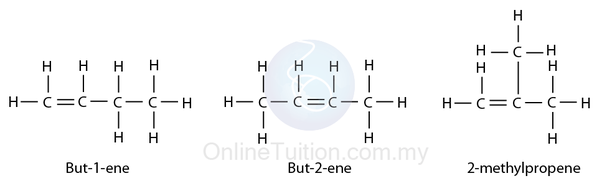 H
H H H H C H H H H H H H H
H C C C C H H C C C C H H C C C H
H H H H H H
But-1-ene But-2-ene 2-methylpropene
OnlineTuition.com.my